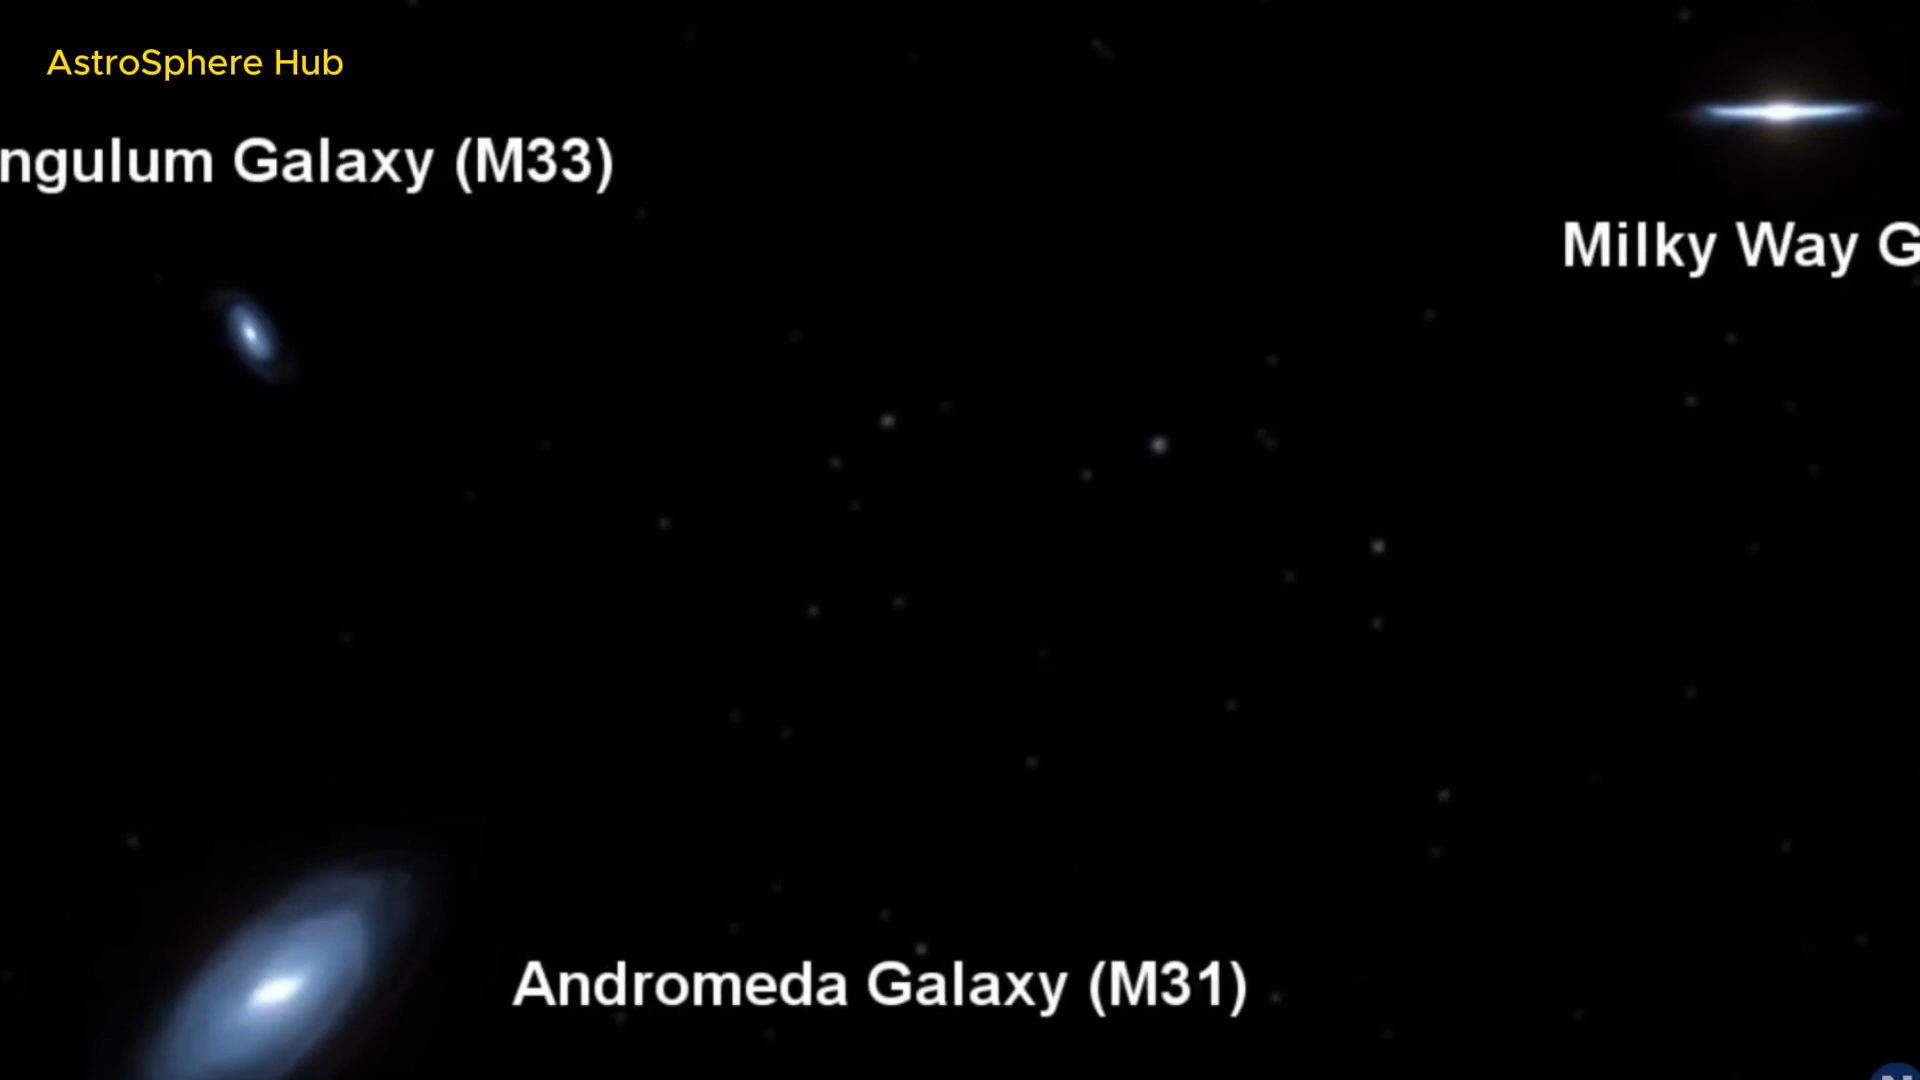 AstroSphere Hub
ngulum Galaxy (M33)
Milky Way G
Andromeda Galaxy (M31)